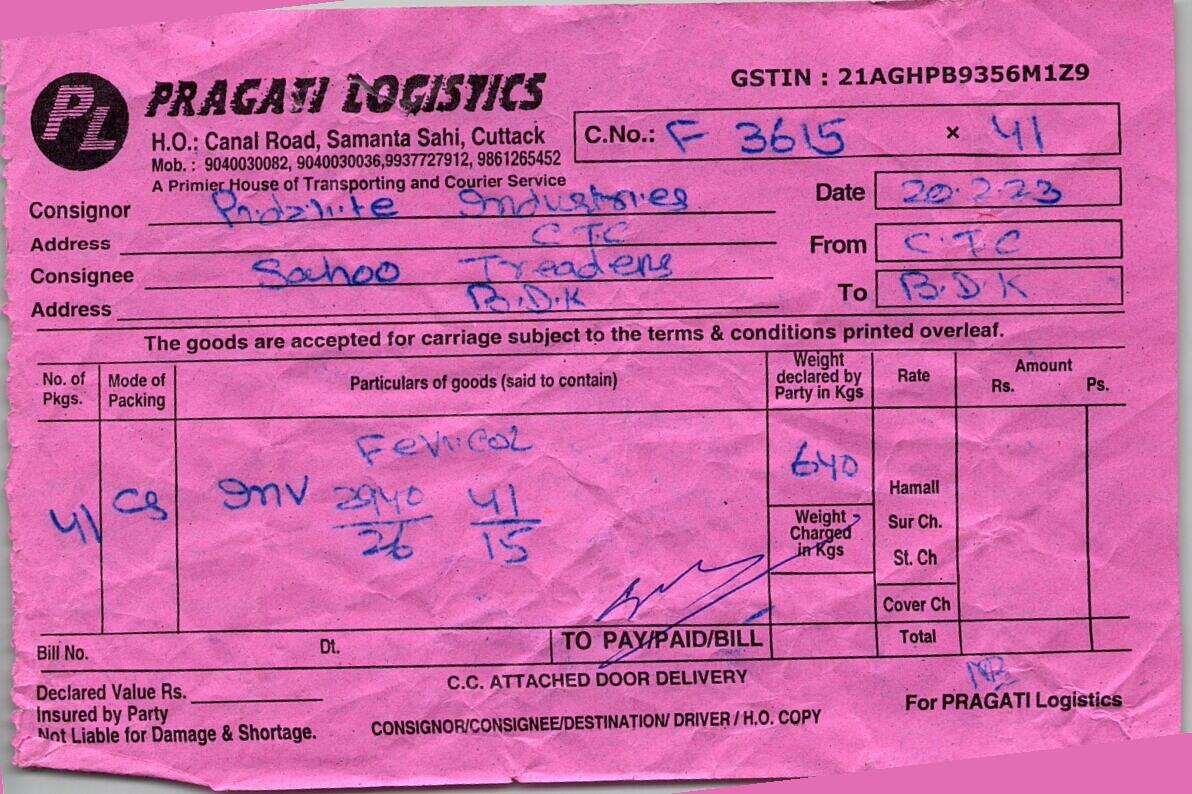 PL PRAGATI LOGISTICS
GSTIN : 21AGHPB9356M1Z9
H.O.: Canal Road, Samanta Sahi, Cuttack
Mob. : 9040030082, 9040030036,9937727912, 9861265452
A Primier House of Transporting and Courier Service
C.No.: F 3615 x 41
Date 20.2.23
Consignor Pidilite Industries
Address C.T.C
From C.T.C
Consignee Sahoo Treaders
To B.D.K
Address B.D.K
The goods are accepted for carriage subject to the terms & conditions printed overleaf.
No. of Pkgs. Mode of Packing Particulars of goods (said to contain) Weight declared by Party in Kgs Rate Amount Rs. Ps.
Fevicol
640
41 CS INV 2940/26 41/15
Hamall
Weight Charged in Kgs
Sur Ch.
St. Ch
Cover Ch
Bill No. Dt. TO PAY/PAID/BILL Total
C.C. ATTACHED DOOR DELIVERY
Declared Value Rs.
For PRAGATI Logistics
Insured by Party
CONSIGNOR/CONSIGNEE/DESTINATION/ DRIVER / H.O. COPY
Not Liable for Damage & Shortage.